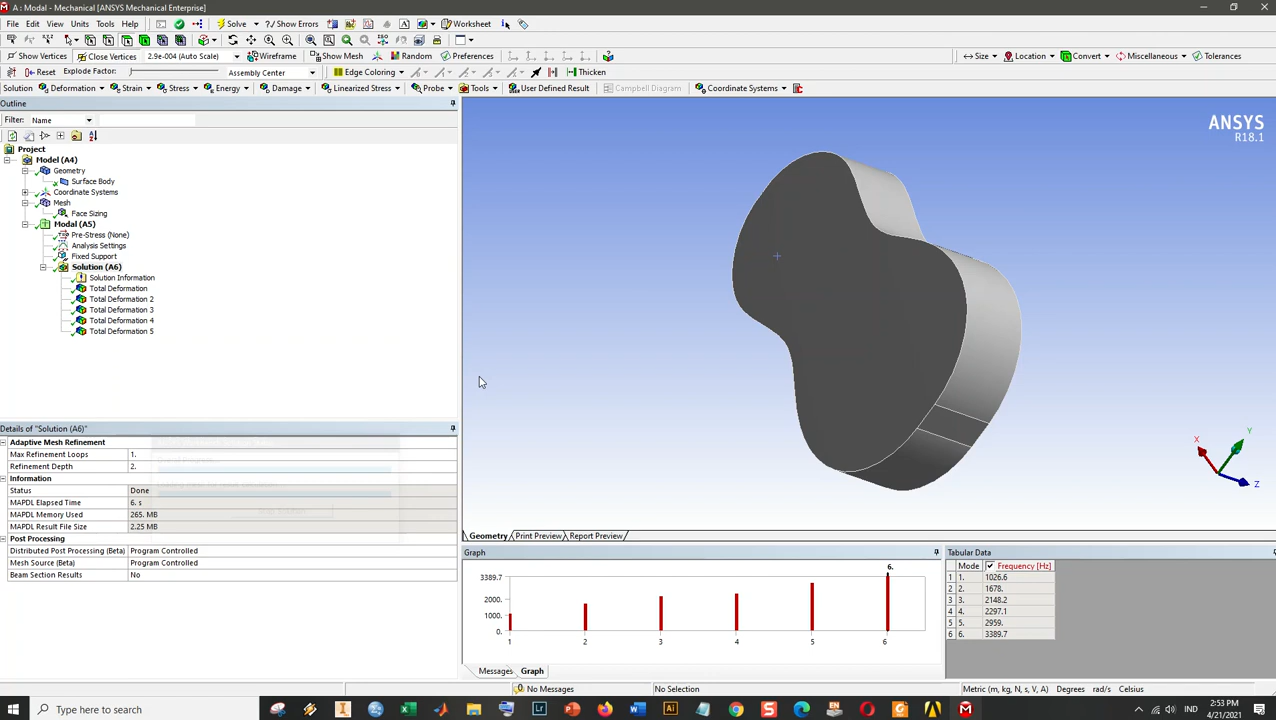 A : Modal - Mechanical [ANSYS Mechanical Enterprise]
File Edit View Units Tools Help Solve Show Errors Worksheet
Show Vertices Close Vertices 2.9e-004 (Auto Scale) Wireframe Show Mesh Random Preferences Size Location Convert Miscellaneous Tolerances
Reset Explode Factor: Assembly Center Edge Coloring Thicken
Solution Deformation Strain Stress Energy Damage Linearized Stress Probe Tools User Defined Result Campbell Diagram Coordinate Systems
Outline
Filter: Name
Project
Model (A4)
Geometry
Surface Body
Coordinate Systems
Mesh
Face Sizing
Modal (A5)
Pre-Stress (None)
Analysis Settings
Fixed Support
Solution (A6)
Solution Information
Total Deformation
Total Deformation 2
Total Deformation 3
Total Deformation 4
Total Deformation 5
ANSYS
R18.1
X
Y
Z
Details of "Solution (A6)"
Adaptive Mesh Refinement
Max Refinement Loops 1.
Refinement Depth 2.
Information
Status Done
MAPDL Elapsed Time 6. s
MAPDL Memory Used 265. MB
MAPDL Result File Size 2.25 MB
Post Processing
Distributed Post Processing (Beta) Program Controlled
Mesh Source (Beta) Program Controlled
Beam Section Results No
Geometry Print Preview Report Preview
Graph
6.
3389.7
2000.
1000.
0.
1 2 3 4 5 6
Messages Graph
Tabular Data
Mode Frequency [Hz]
1 1. 1026.6
2 2. 1678.
3 3. 2148.2
4 4. 2297.1
5 5. 2959.
6 6. 3389.7
No Messages No Selection Metric (m, kg, N, s, V, A) Degrees rad/s Celsius
Type here to search
IND
2:53 PM
4/21/2021